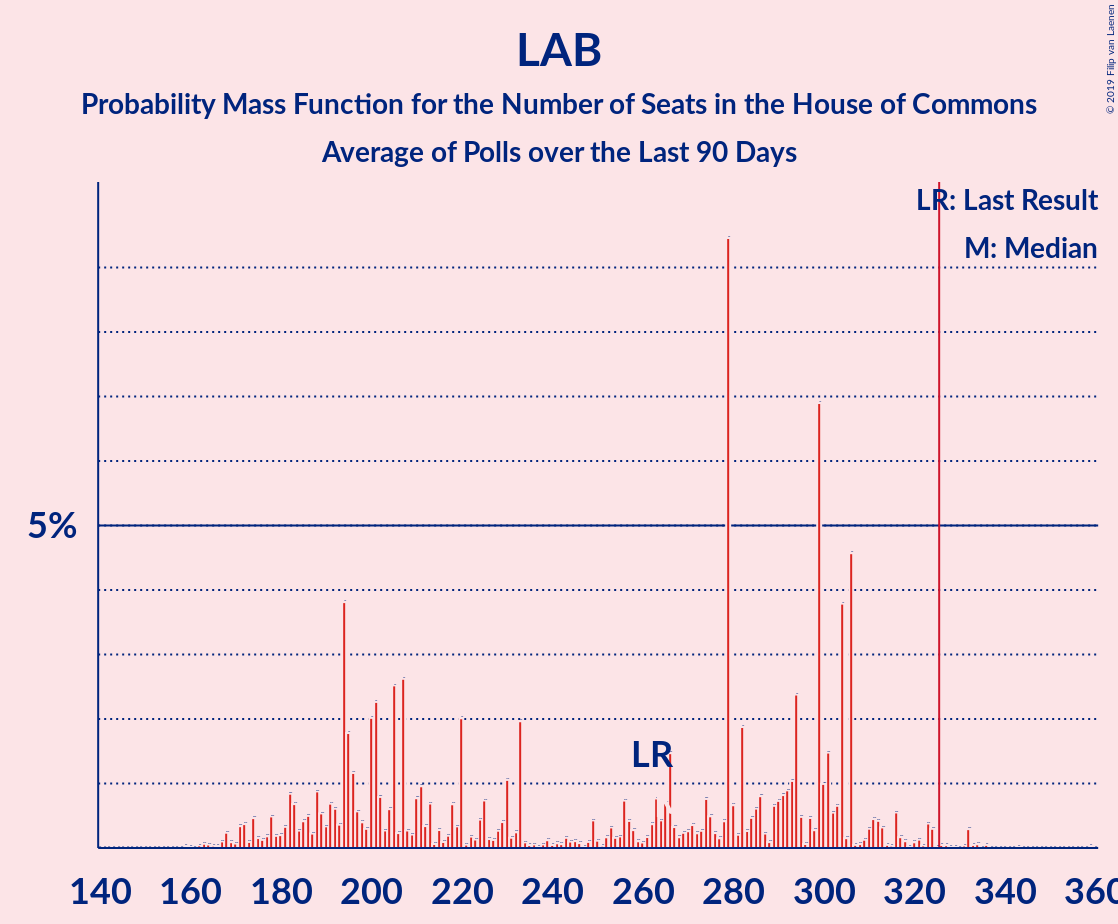 LAB
Probability Mass Function for the Number of Seats in the House of Commons
Average of Polls over the Last 90 Days
© 2019 Filip van Laenen
LR: Last Result
M: Median
5%
LR
140 160 180 200 220 240 260 280 300 320 340 360